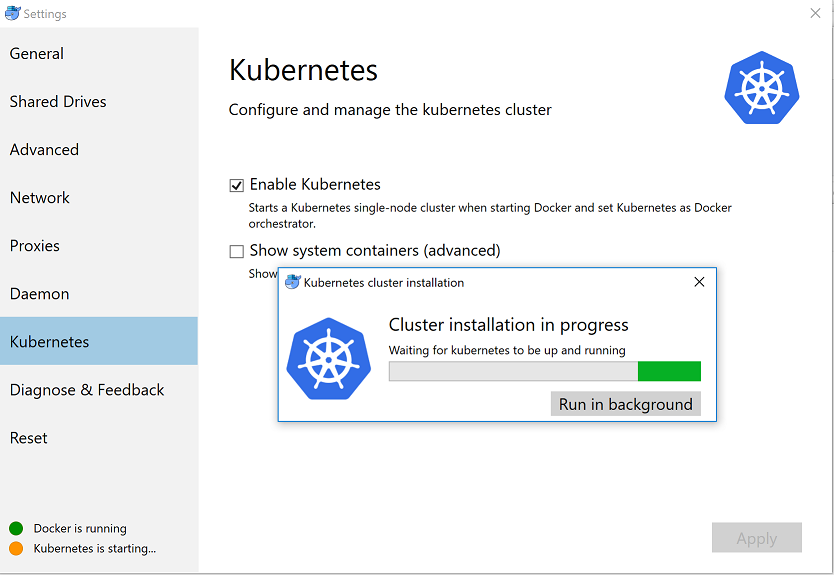 Settings
General
Shared Drives
Advanced
Network
Proxies
Daemon
Kubernetes
Diagnose & Feedback
Reset
Docker is running
Kubernetes is starting...
Kubernetes
Configure and manage the kubernetes cluster
Enable Kubernetes
Starts a Kubernetes single-node cluster when starting Docker and set Kubernetes as Docker
orchestrator.
Show system containers (advanced)
Show
Kubernetes cluster installation
Cluster installation in progress
Waiting for kubernetes to be up and running
Run in background
Apply